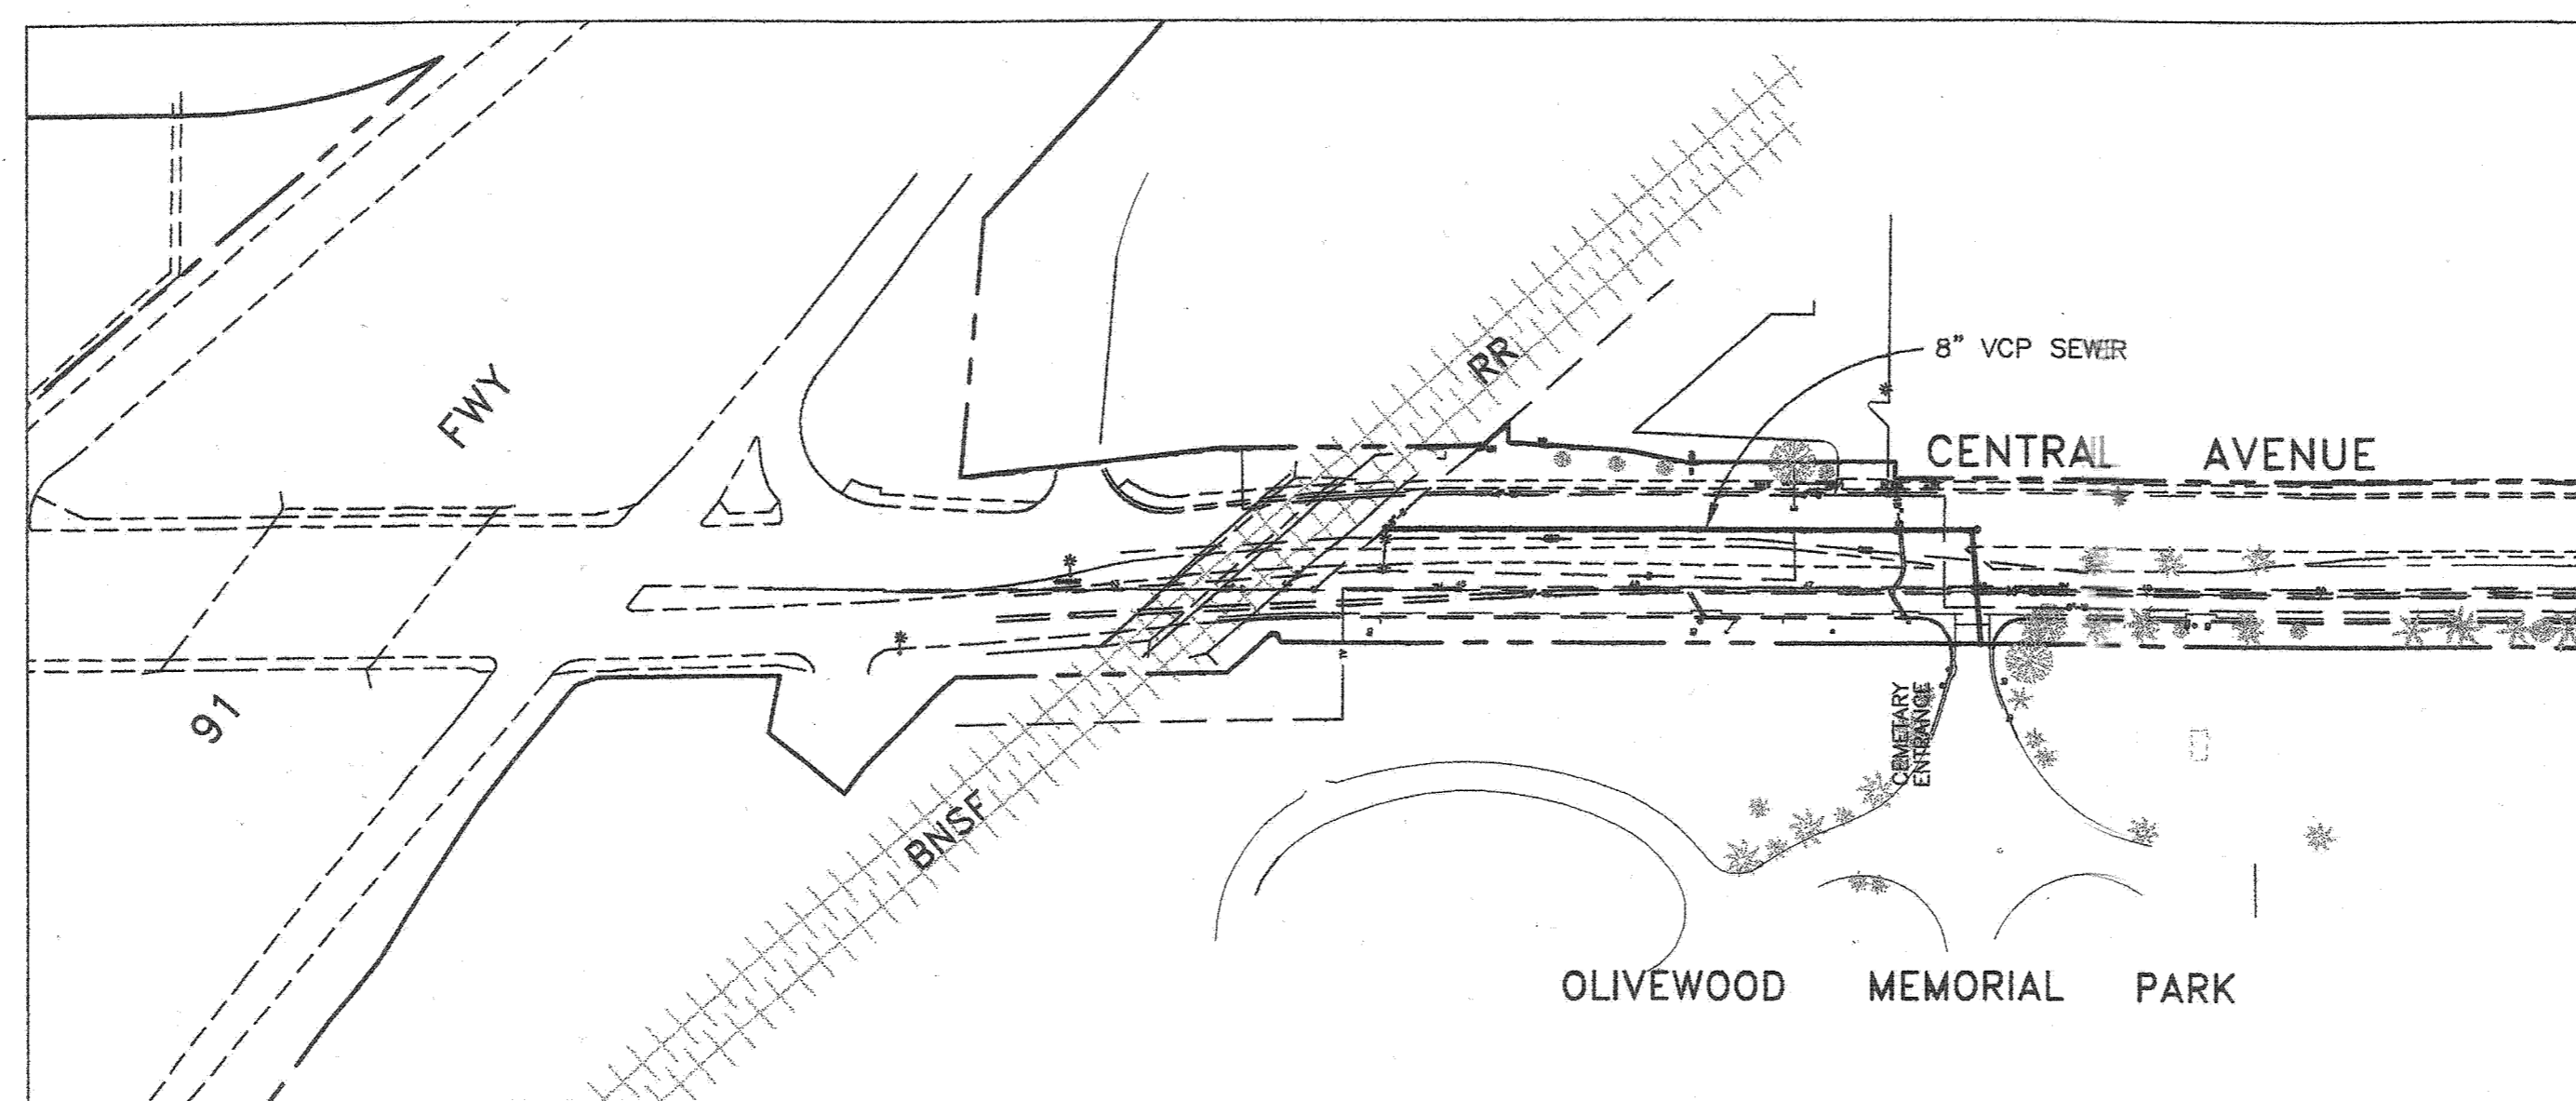 FWY
RR
8" VCP SEWER
CENTRAL AVENUE
91
BNSF
CEMETARY
ENTRANCE
OLIVEWOOD MEMORIAL PARK